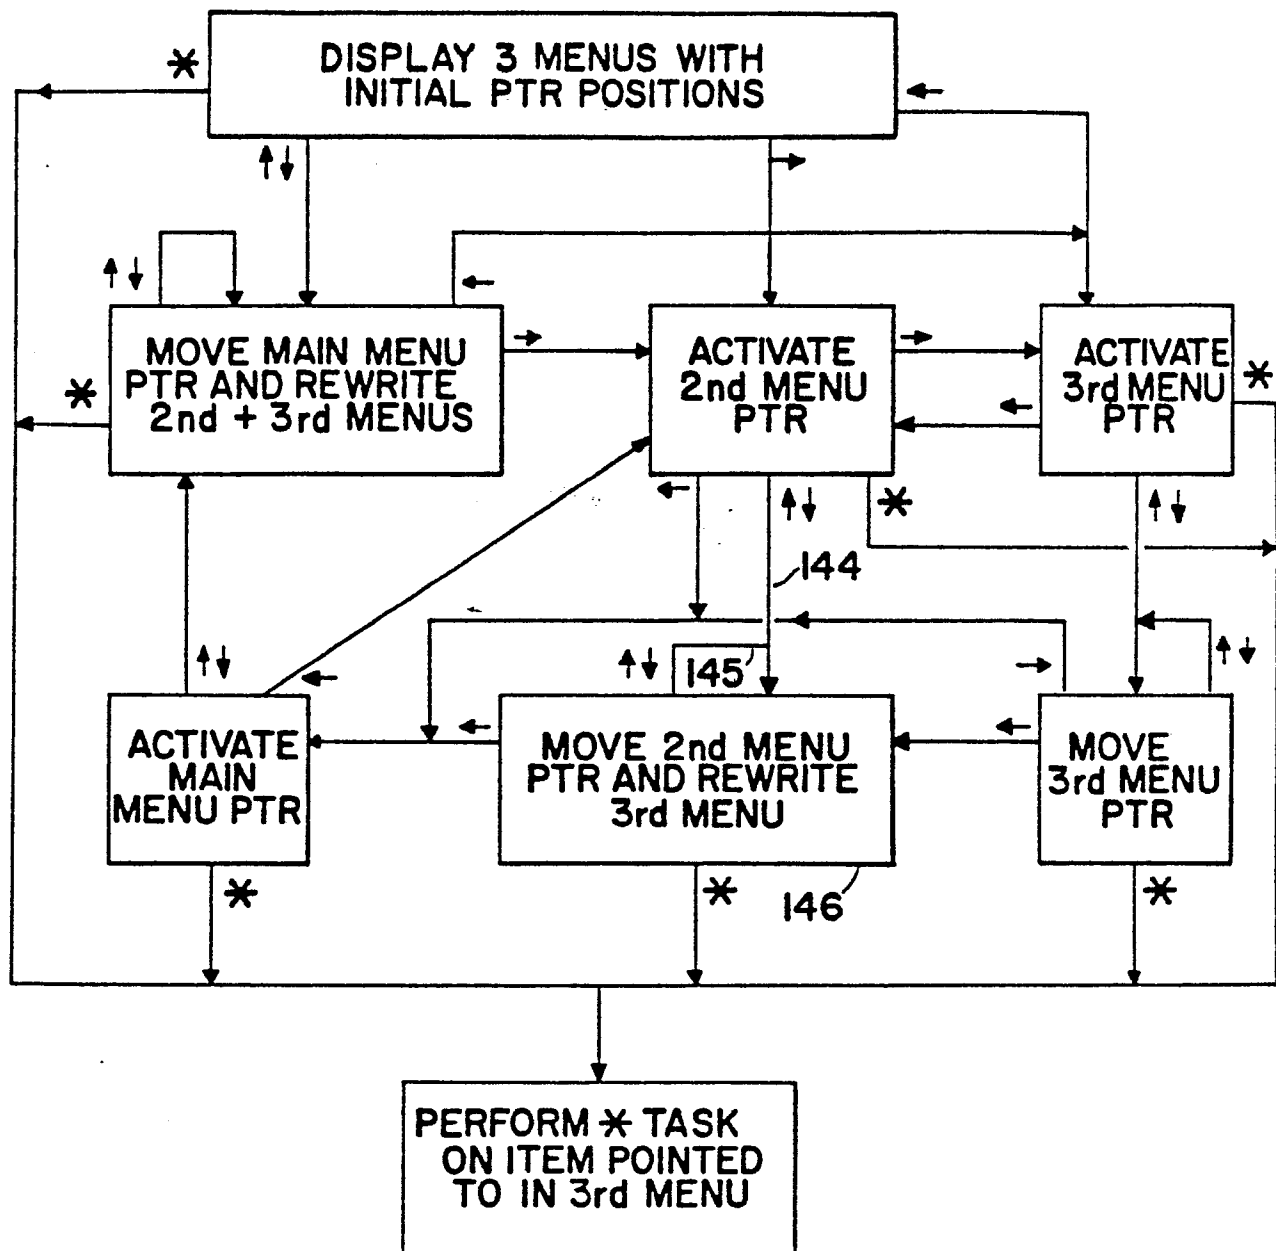 DISPLAY 3 MENUS WITH
INITIAL PTR POSITIONS
MOVE MAIN MENU
PTR AND REWRITE
2nd + 3rd MENUS
ACTIVATE
2nd MENU
PTR
ACTIVATE
3rd MENU
PTR
144
145
ACTIVATE
MAIN
MENU PTR
MOVE 2nd MENU
PTR AND REWRITE
3rd MENU
MOVE
3rd MENU
PTR
146
PERFORM * TASK
ON ITEM POINTED
TO IN 3rd MENU